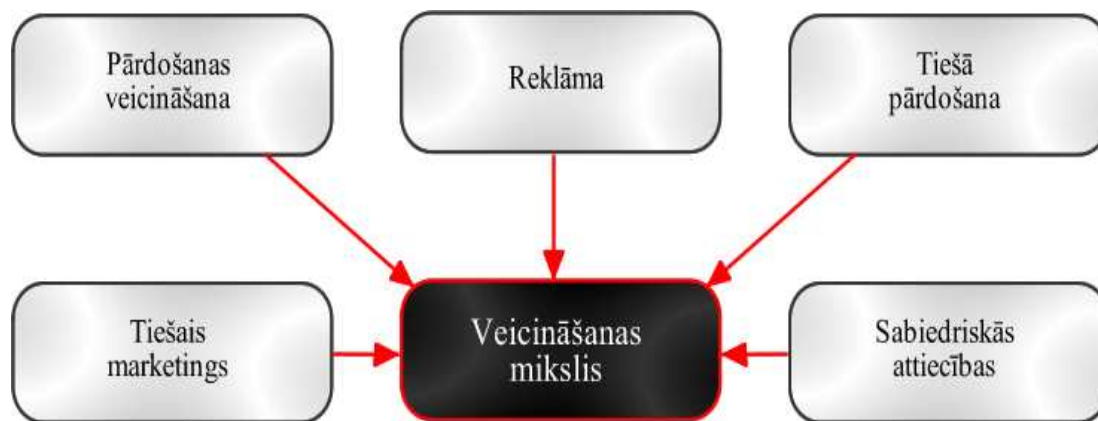 Pārdošanas
veicināšana
Reklāma
Tiešā
pārdošana
Tiešais
marketings
Veicināšanas
mikslis
Sabiedriskās
attiecības